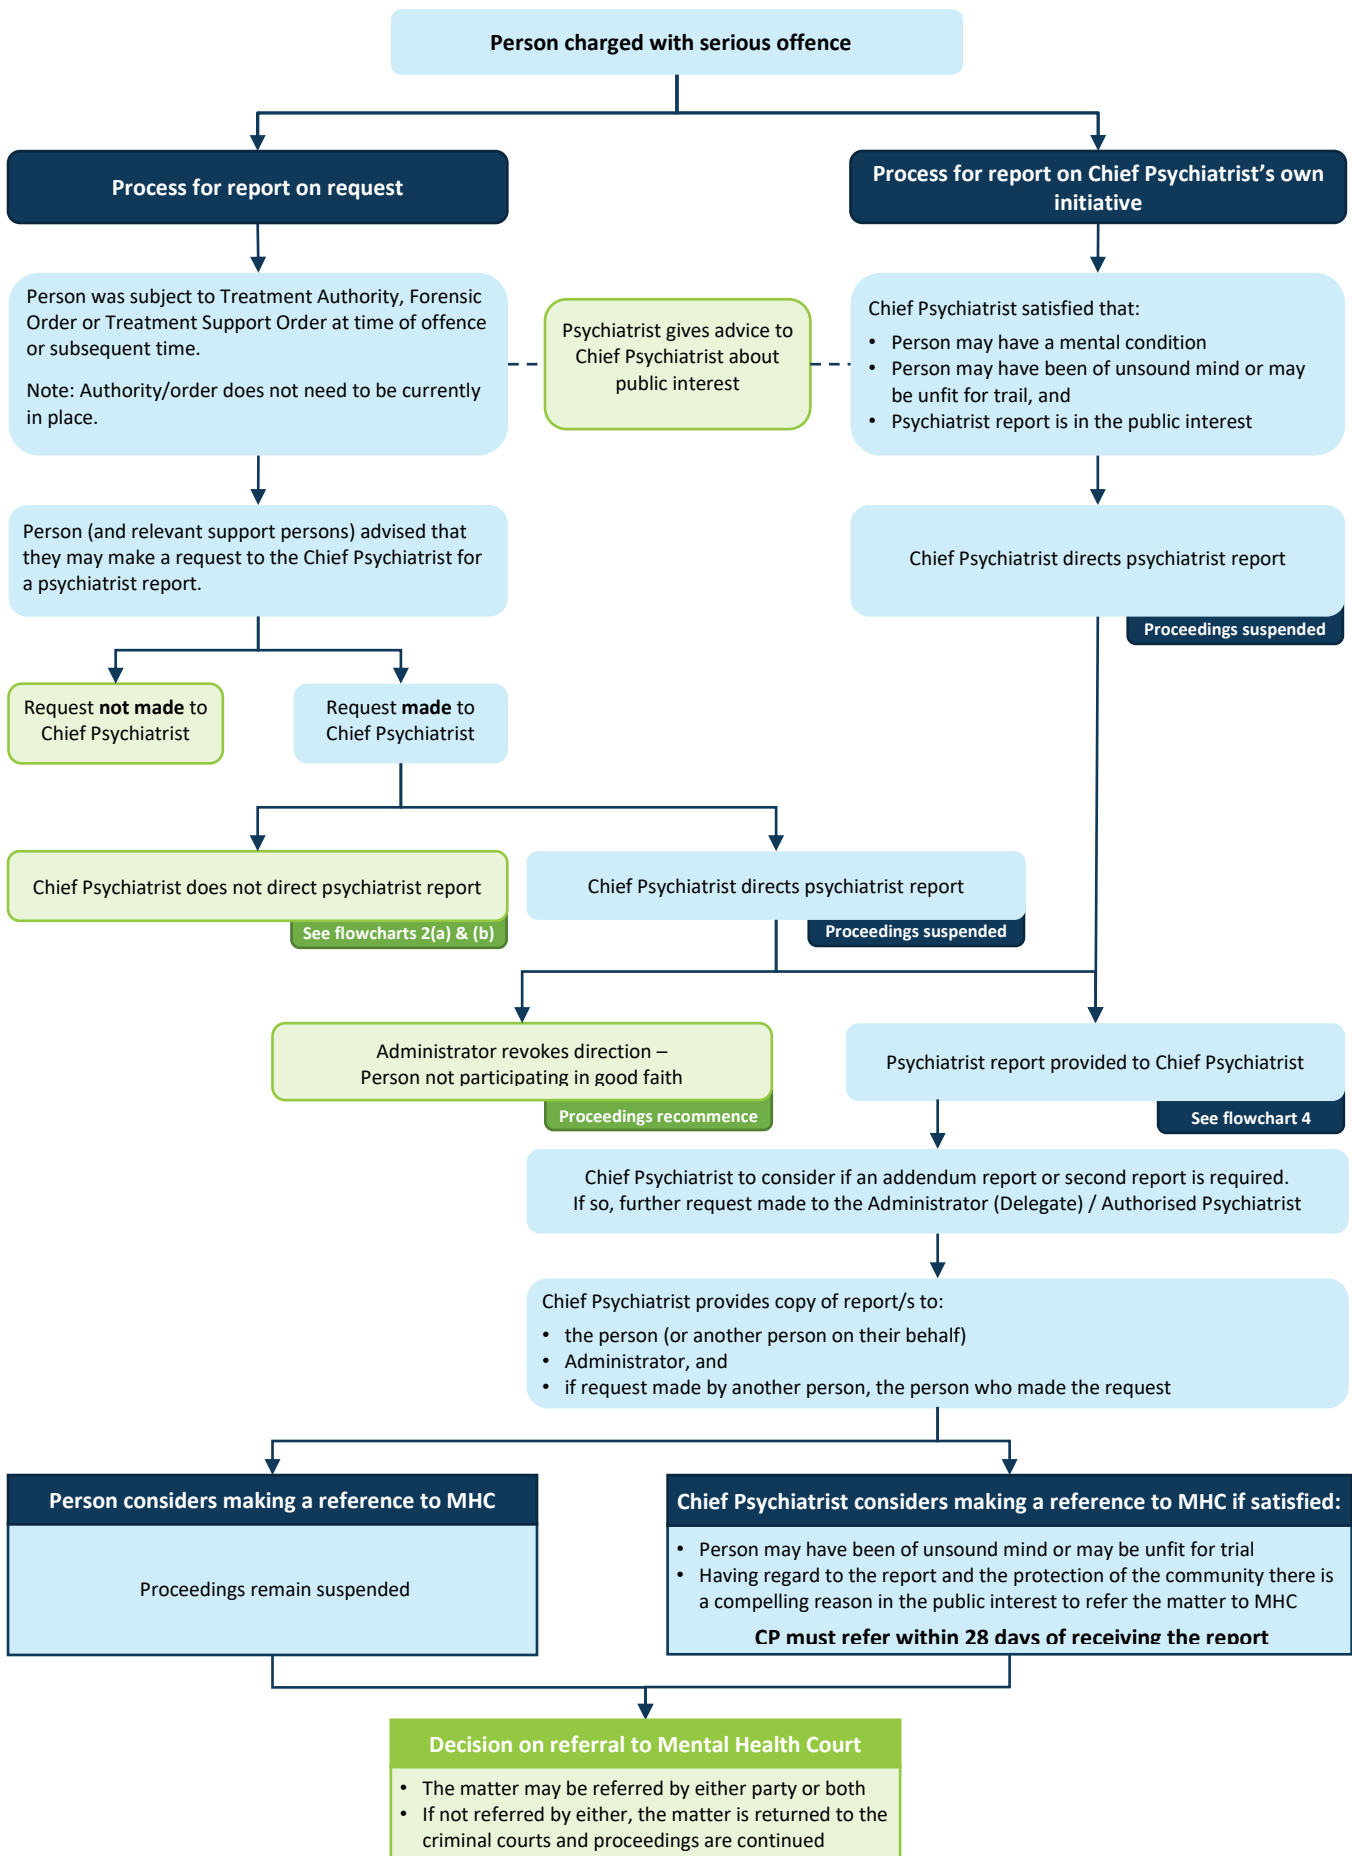 Person charged with serious offence
Process for report on request
Process for report on Chief Psychiatrist's own
initiative
Person was subject to Treatment Authority, Forensic
Order or Treatment Support Order at time of offence
or subsequent time.
Note: Authority/order does not need to be currently
in place.
Psychiatrist gives advice to
Chief Psychiatrist about
public interest
Chief Psychiatrist satisfied that:
• Person may have a mental condition
• Person may have been of unsound mind or may
be unfit for trail, and
• Psychiatrist report is in the public interest
Person (and relevant support persons) advised that
they may make a request to the Chief Psychiatrist for
a psychiatrist report.
Chief Psychiatrist directs psychiatrist report
Proceedings suspended
Request not made to
Chief Psychiatrist
Request made to
Chief Psychiatrist
Chief Psychiatrist does not direct psychiatrist report
See flowcharts 2(a) & (b)
Chief Psychiatrist directs psychiatrist report
Proceedings suspended
Administrator revokes direction –
Person not participating in good faith
Proceedings recommence
Psychiatrist report provided to Chief Psychiatrist
See flowchart 4
Chief Psychiatrist to consider if an addendum report or second report is required.
If so, further request made to the Administrator (Delegate) / Authorised Psychiatrist
Chief Psychiatrist provides copy of report/s to:
• the person (or another person on their behalf)
• Administrator, and
• if request made by another person, the person who made the request
Person considers making a reference to MHC
Proceedings remain suspended
Chief Psychiatrist considers making a reference to MHC if satisfied:
• Person may have been of unsound mind or may be unfit for trial
• Having regard to the report and the protection of the community there is
a compelling reason in the public interest to refer the matter to MHC
CP must refer within 28 days of receiving the report
Decision on referral to Mental Health Court
• The matter may be referred by either party or both
• If not referred by either, the matter is returned to the
criminal courts and proceedings are continued